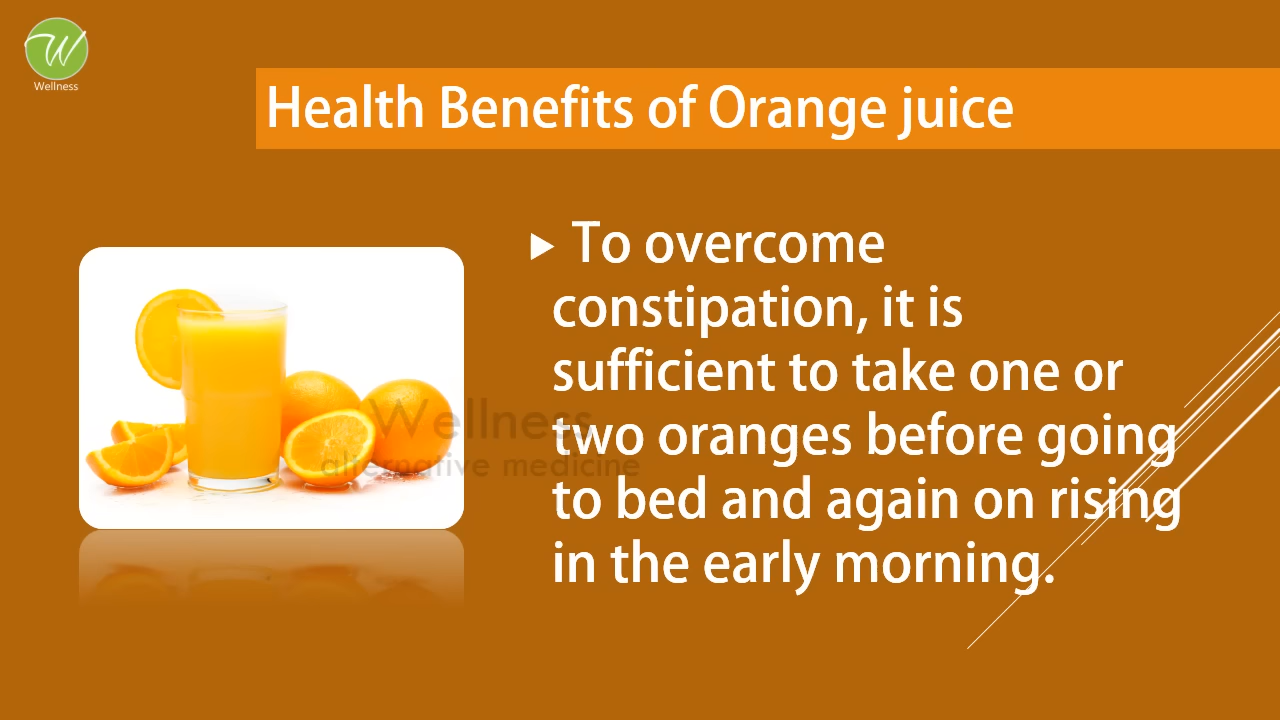 W
Wellness
Health Benefits of Orange juice
To overcome
constipation, it is
sufficient to take one or
two oranges before going
to bed and again on rising
in the early morning.
Wellness
alternative medicine